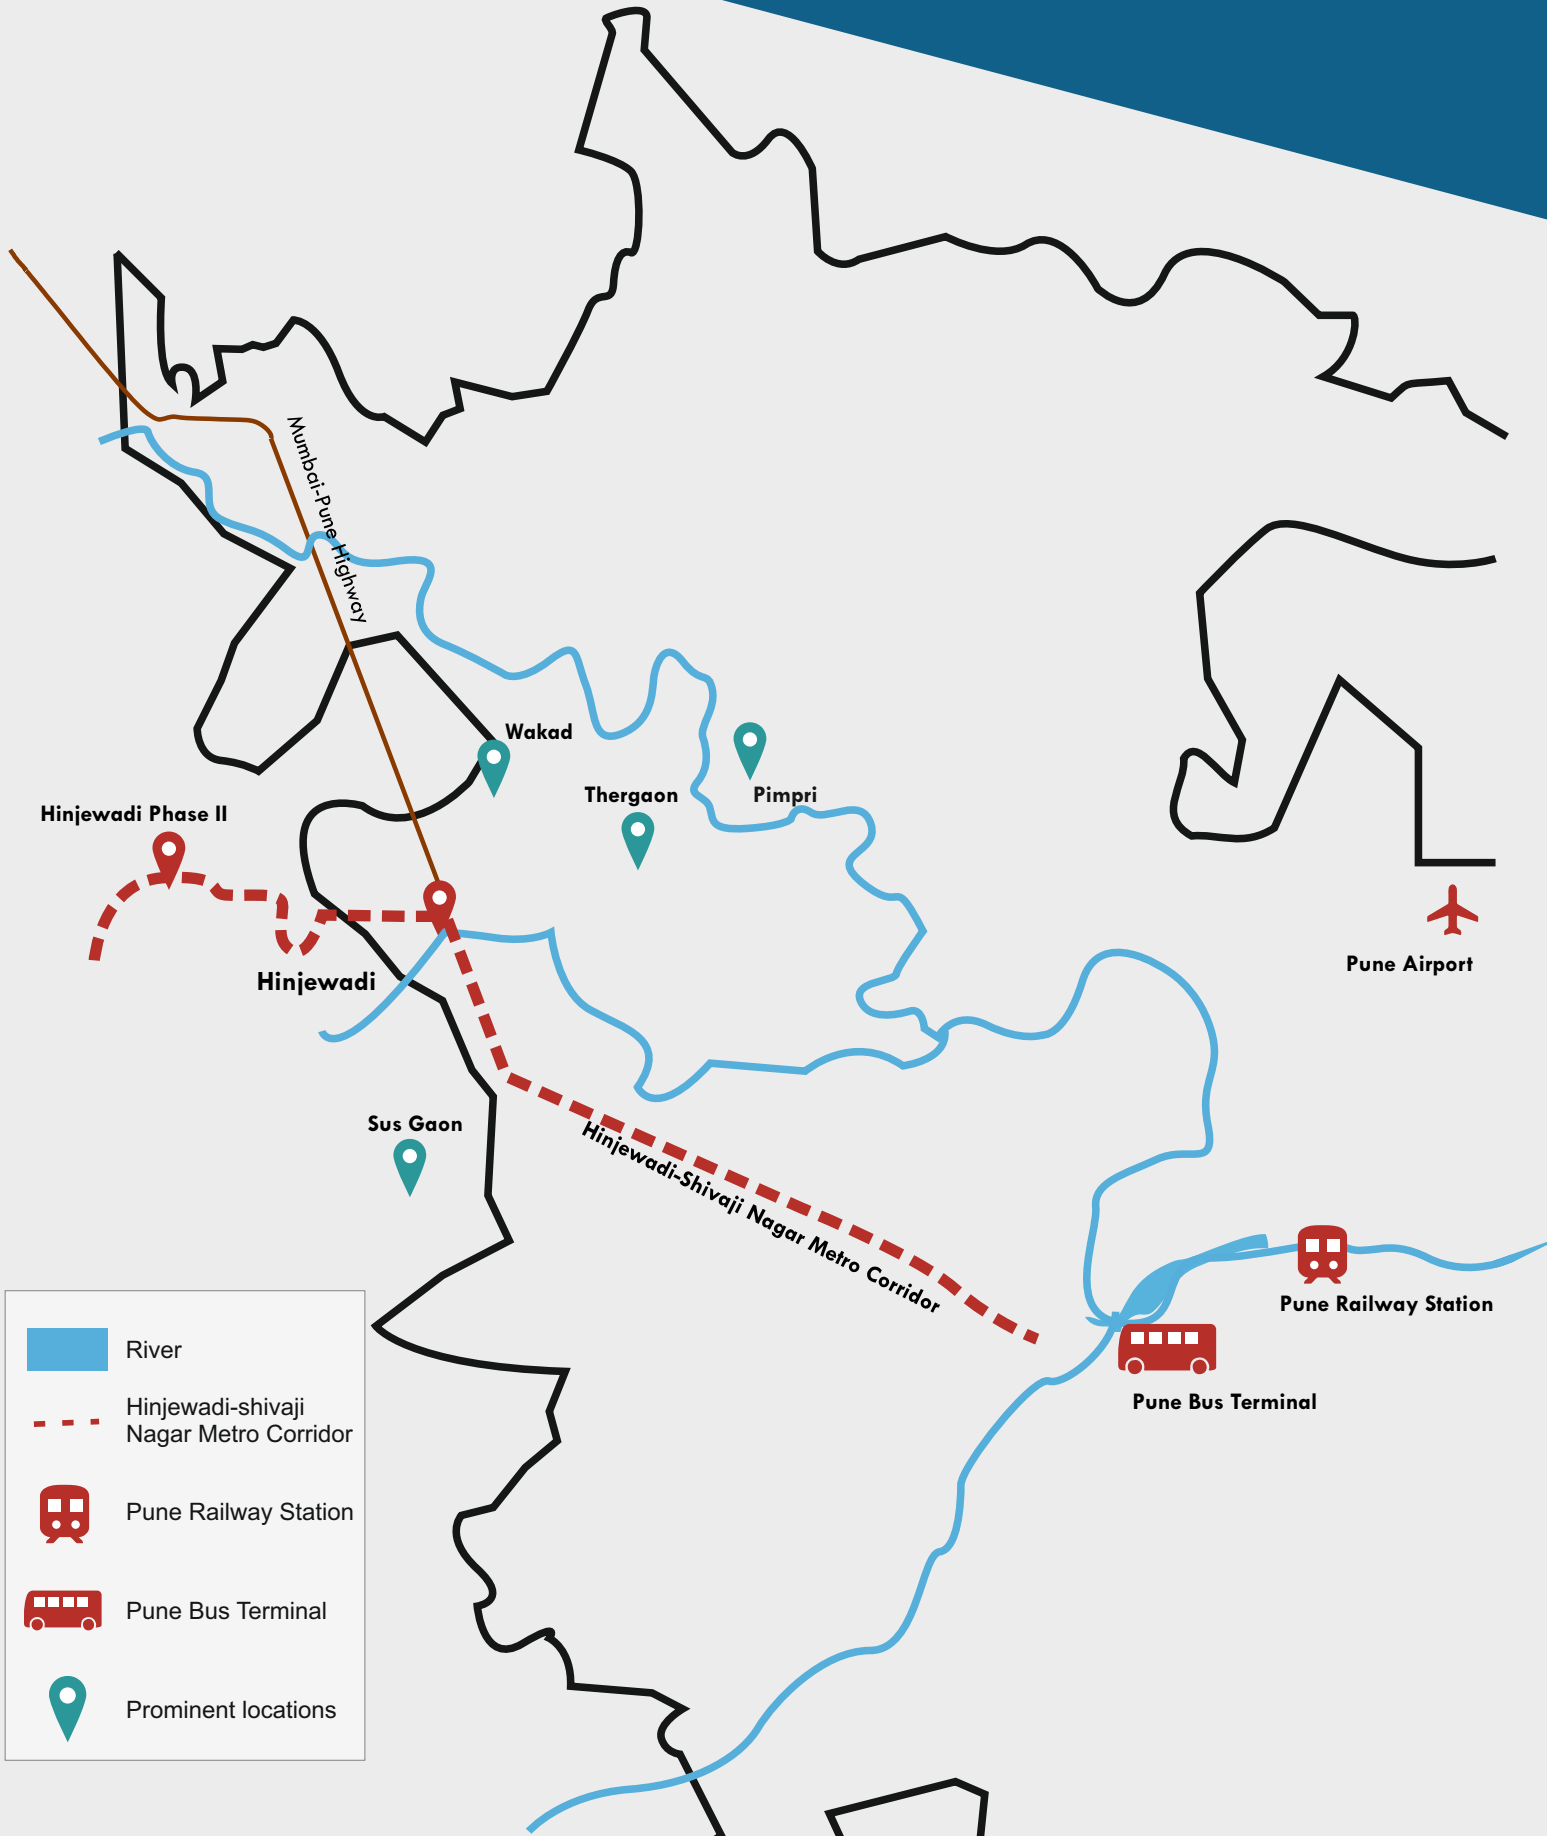 Mumbai-Pune Highway
Wakad
Thergaon
Pimpri
Hinjewadi Phase II
Pune Airport
Hinjewadi
Sus Gaon
Hinjewadi-Shivaji Nagar Metro Corridor
Pune Railway Station
Pune Bus Terminal
River
Hinjewadi-shivaji
Nagar Metro Corridor
Pune Railway Station
Pune Bus Terminal
Prominent locations